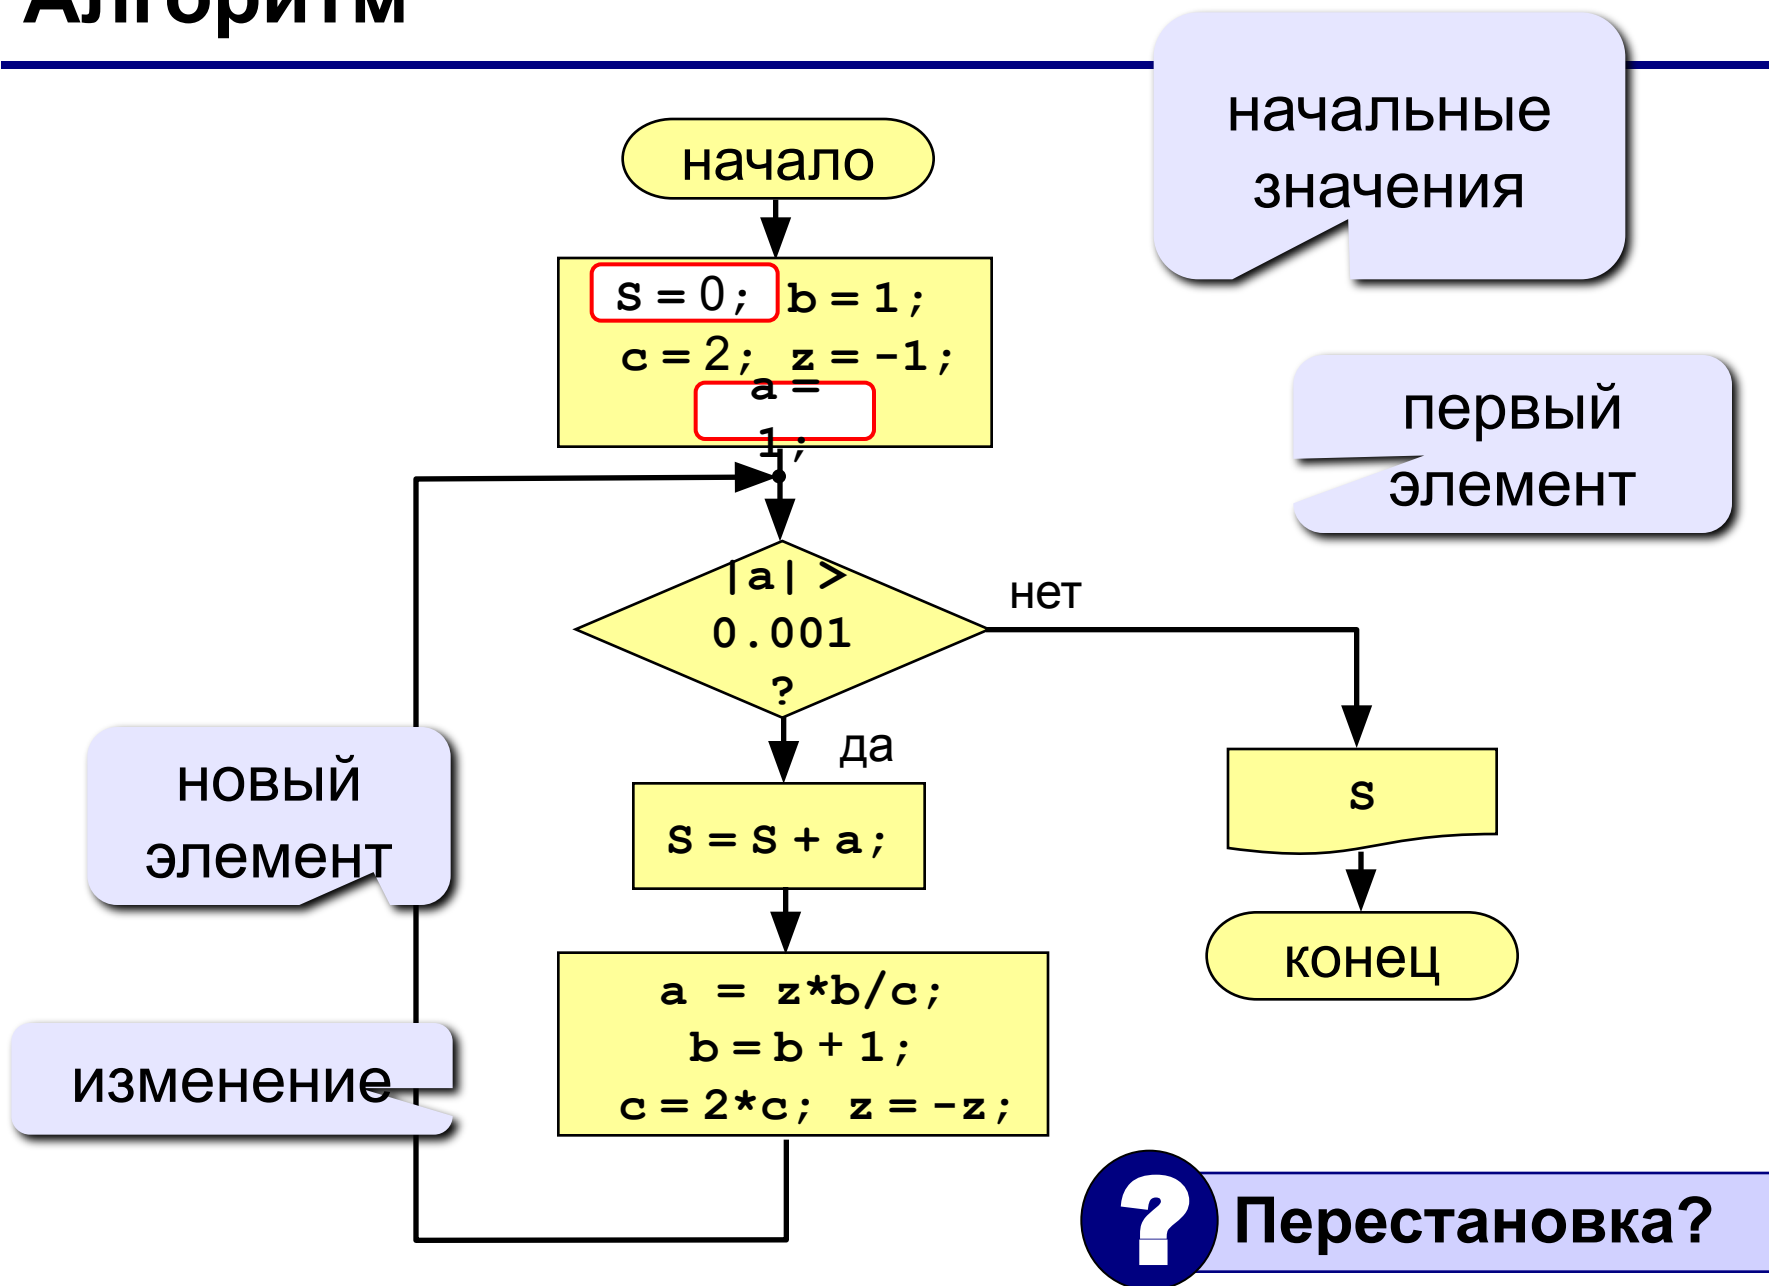 Алгоритм
начальные
значения
начало
S = 0; b = 1;
c = 2; z = -1;
a =
1;
первый
элемент
|a| >
0.001
?
нет
да
новый
элемент
S = S + a;
S
конец
a = z*b/c;
b = b + 1;
c = 2*c; z = -z;
изменение
? Перестановка?